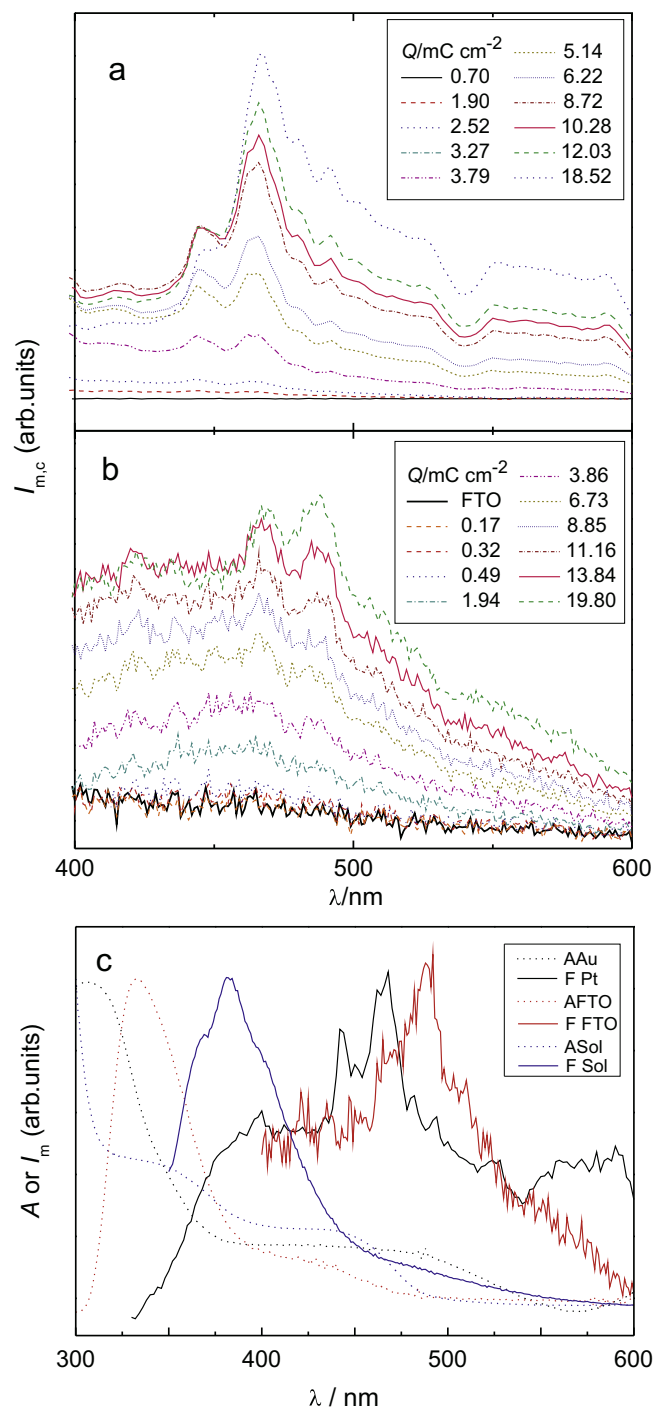 a
Q/mC cm-2
0.70
1.90
2.52
3.27
3.79
5.14
6.22
8.72
10.28
12.03
18.52
Im,c (arb.units)
b
Q/mC cm-2
FTO
0.17
0.32
0.49
1.94
3.86
6.73
8.85
11.16
13.84
19.80
400 500 600
λ/nm
c
AAu
F Pt
AFTO
F FTO
ASol
F Sol
A or Im (arb.units)
300 400 500 600
λ / nm